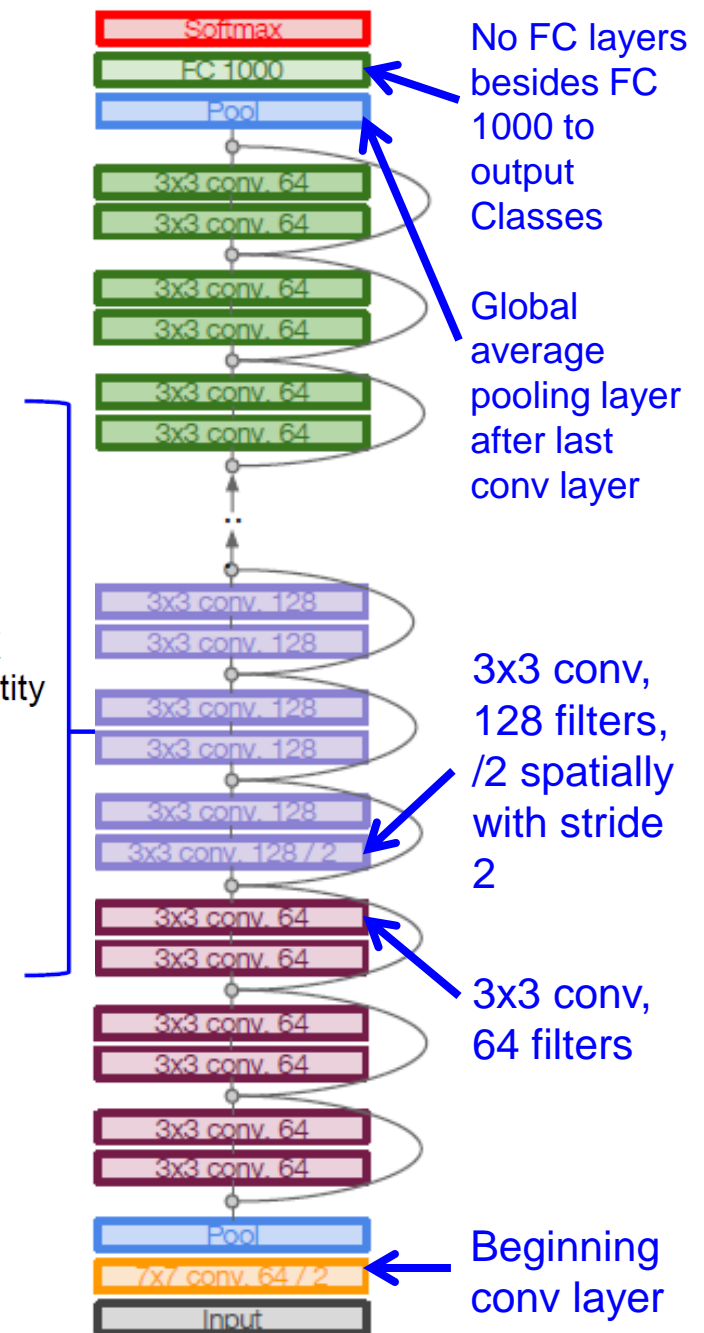 Softmax
FC 1000
Pool
3x3 conv, 64
3x3 conv, 64
3x3 conv, 64
3x3 conv, 64
3x3 conv, 64
3x3 conv, 64
..
3x3 conv, 128
3x3 conv, 128
3x3 conv, 128
3x3 conv, 128
3x3 conv, 128
3x3 conv, 128 / 2
3x3 conv, 64
3x3 conv, 64
3x3 conv, 64
3x3 conv, 64
3x3 conv, 64
3x3 conv, 64
Pool
7x7 conv, 64 / 2
Input
tity
No FC layers
besides FC
1000 to
output
Classes
Global
average
pooling layer
after last
conv layer
3x3 conv,
128 filters,
/2 spatially
with stride
2
3x3 conv,
64 filters
Beginning
conv layer